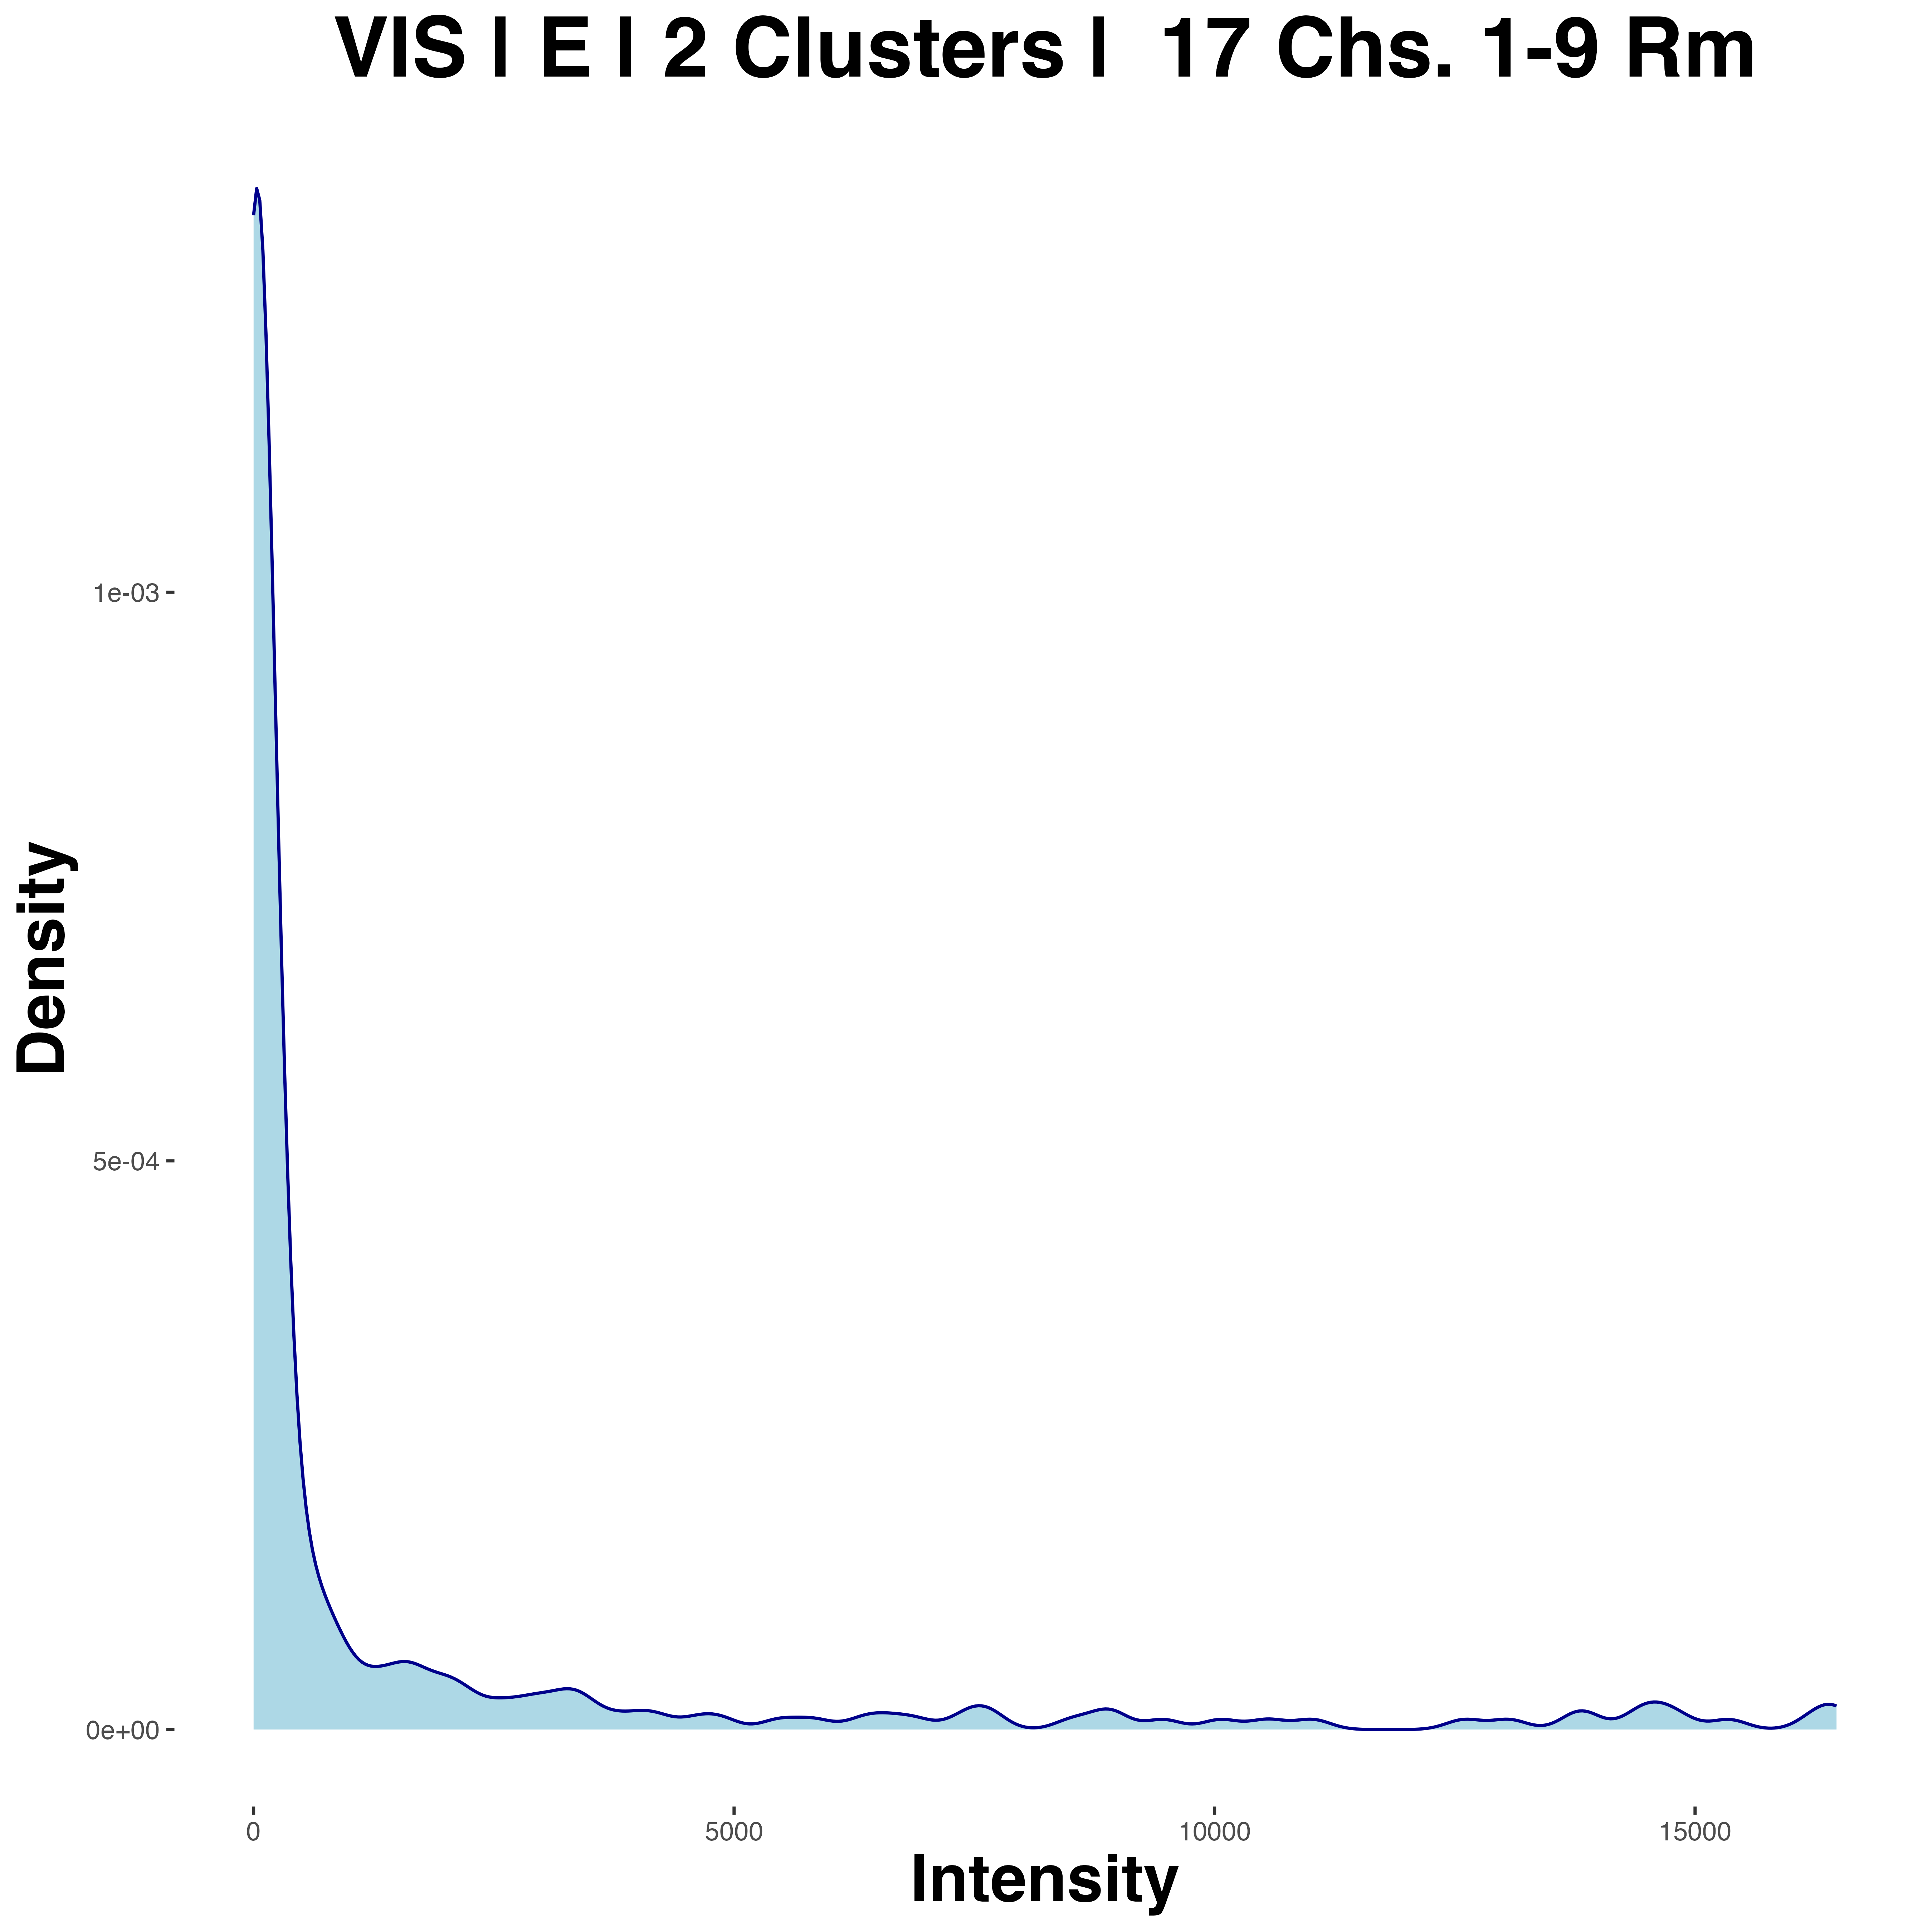 VIS | E | 2 Clusters |  17 Chs. 1-9 Rm
Density
1e-03
5e-04
0e+00
0 5000 10000 15000
Intensity